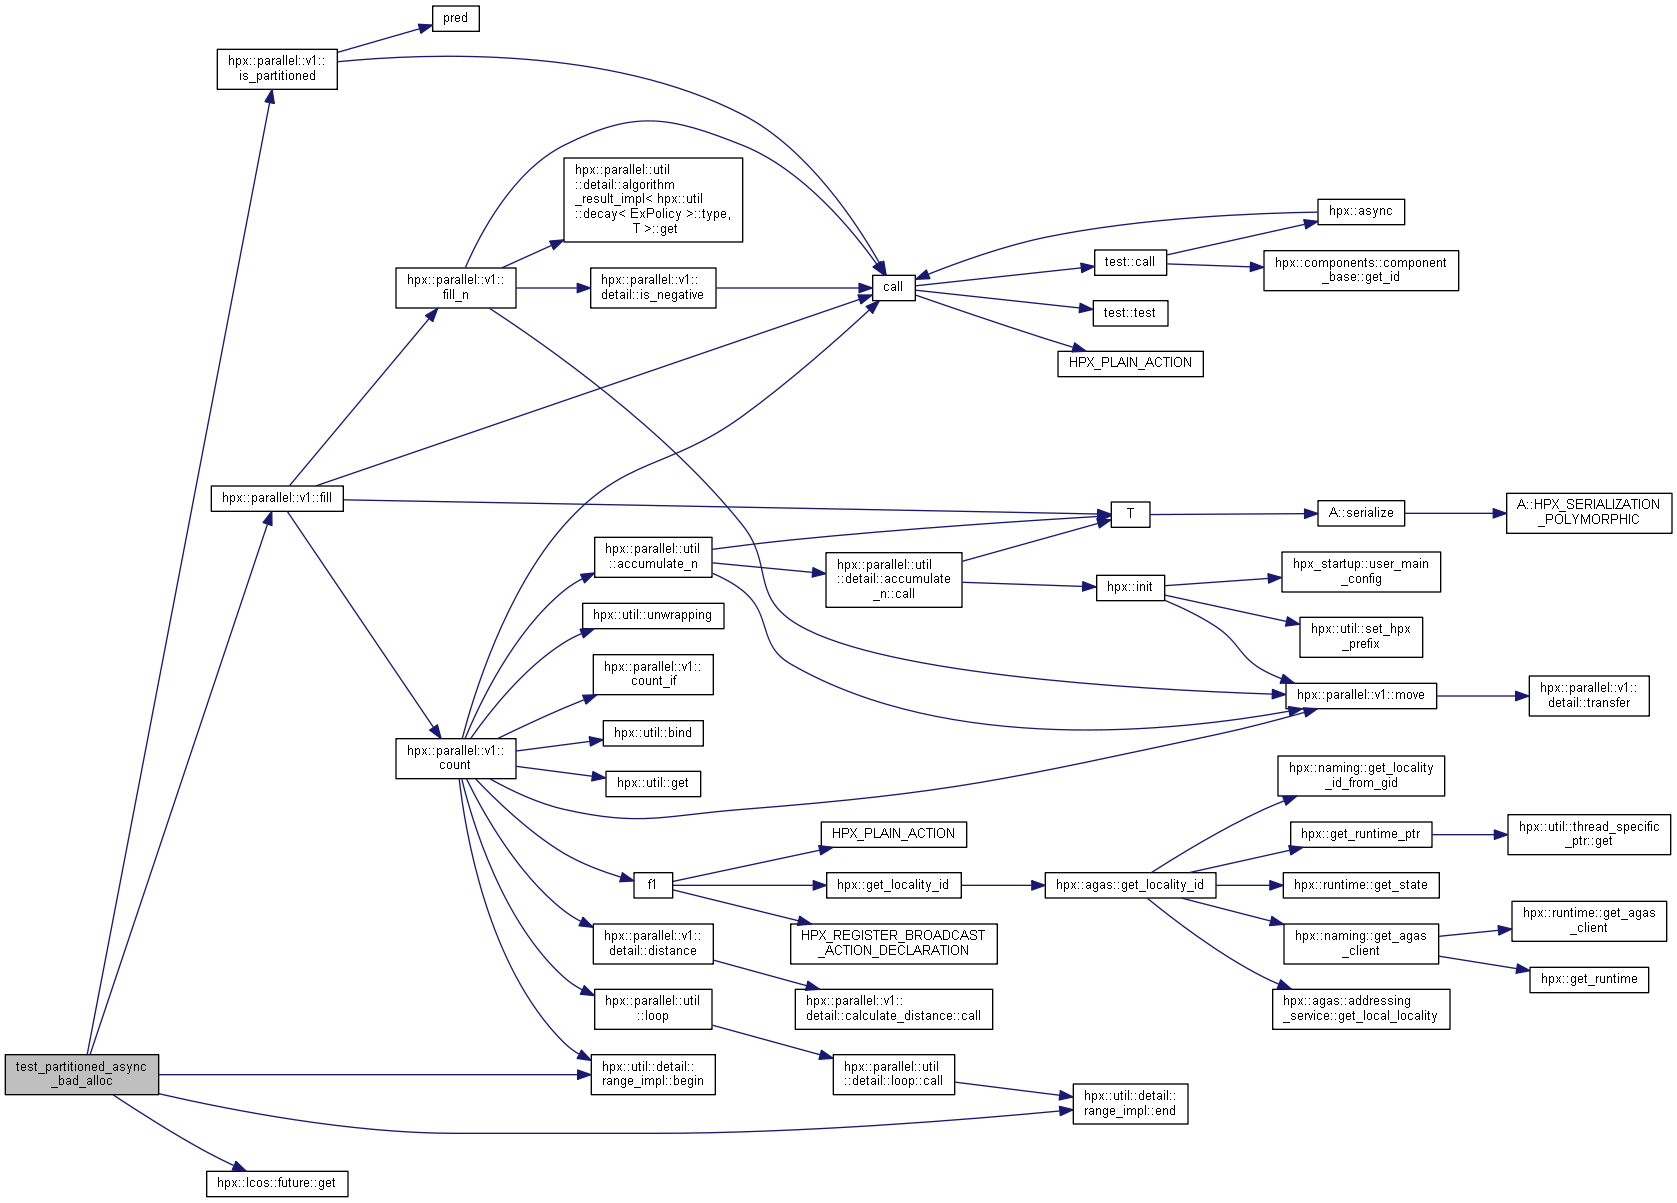 pred
hpx::parallel::v1::
is_partitioned
hpx::parallel::util
::detail::algorithm
_result_impl< hpx::util
::decay< ExPolicy >::type,
T >::get
hpx::async
test::call
hpx::components::component
_base::get_id
hpx::parallel::v1::
fill_n
hpx::parallel::v1::
detail::is_negative
call
test::test
HPX_PLAIN_ACTION
hpx::parallel::v1::fill
T
A::serialize
A::HPX_SERIALIZATION
_POLYMORPHIC
hpx::parallel::util
::accumulate_n
hpx::parallel::util
::detail::accumulate
_n::call
hpx::init
hpx_startup::user_main
_config
hpx::util::unwrapping
hpx::util::set_hpx
_prefix
hpx::parallel::v1::
count_if
hpx::parallel::v1::move
hpx::parallel::v1::
detail::transfer
hpx::util::bind
hpx::parallel::v1::
count
hpx::util::get
hpx::naming::get_locality
_id_from_gid
HPX_PLAIN_ACTION
hpx::get_runtime_ptr
hpx::util::thread_specific
_ptr::get
f1
hpx::get_locality_id
hpx::agas::get_locality_id
hpx::runtime::get_state
hpx::runtime::get_agas
_client
hpx::parallel::v1::
detail::distance
HPX_REGISTER_BROADCAST
_ACTION_DECLARATION
hpx::naming::get_agas
_client
hpx::get_runtime
hpx::parallel::util
::loop
hpx::parallel::v1::
detail::calculate_distance::call
hpx::agas::addressing
_service::get_local_locality
test_partitioned_async
_bad_alloc
hpx::util::detail::
range_impl::begin
hpx::parallel::util
::detail::loop::call
hpx::util::detail::
range_impl::end
hpx::lcos::future::get